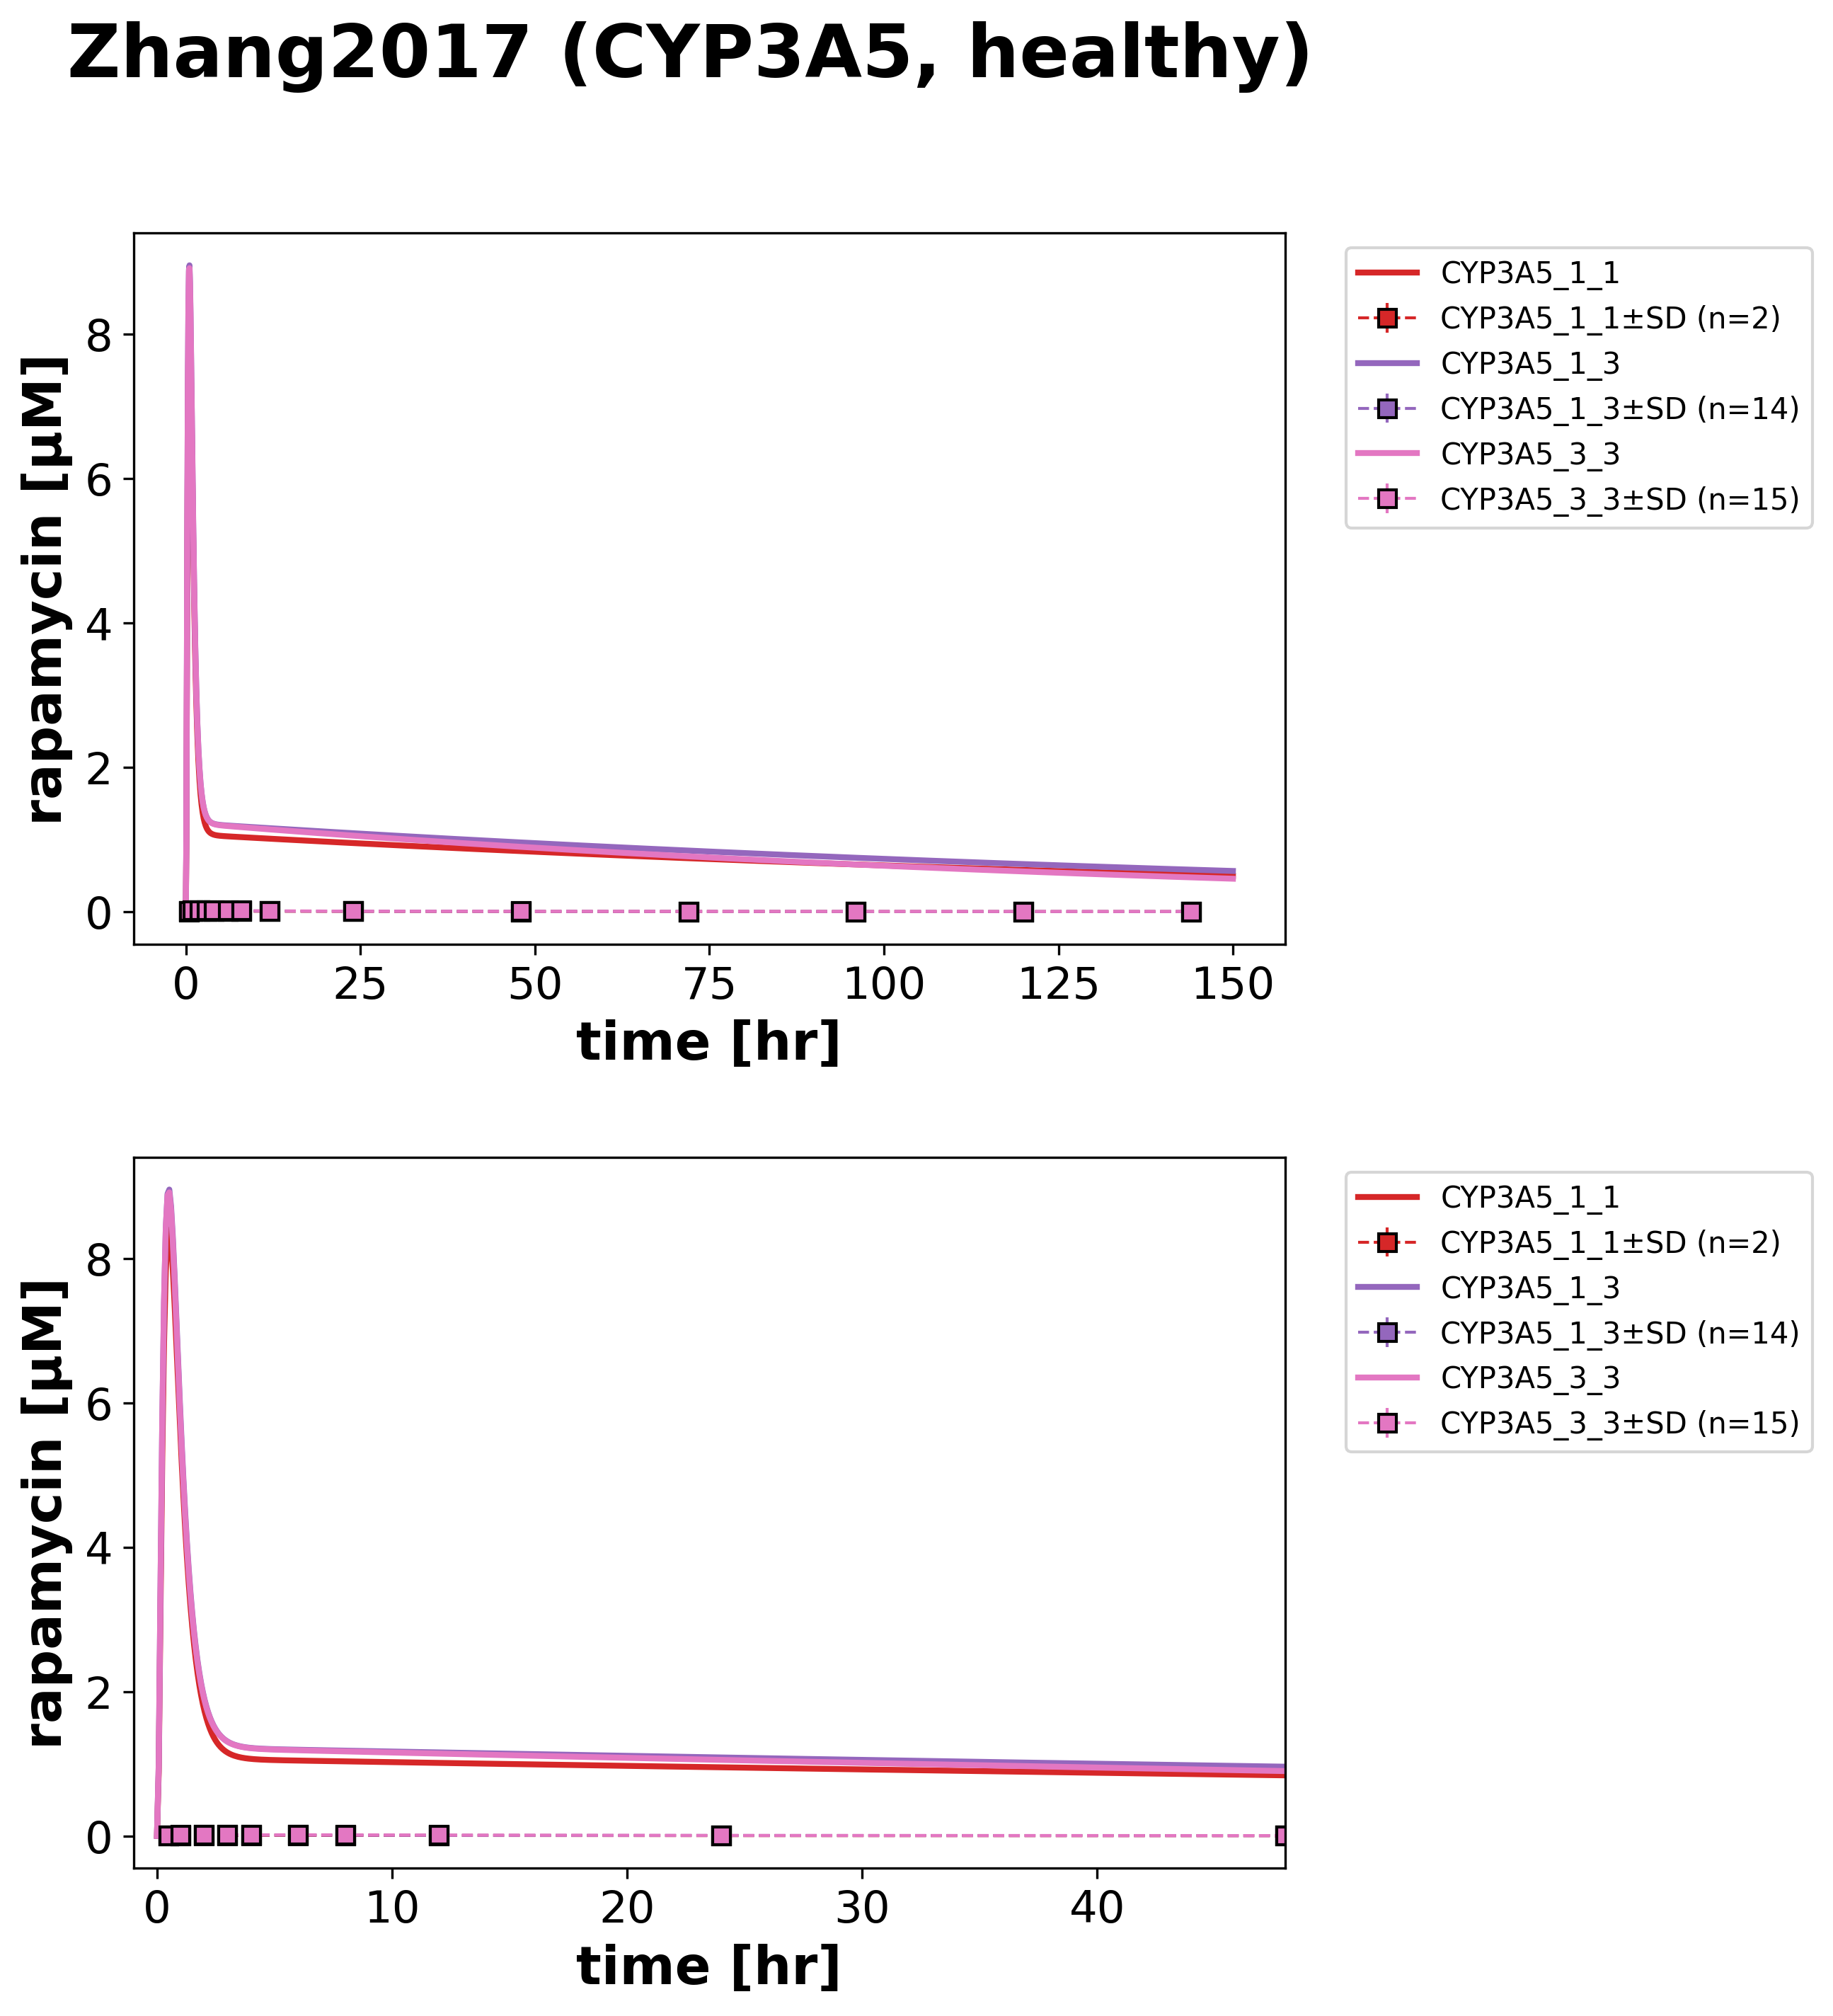 Zhang2017 (CYP3A5, healthy)
rapamycin [µM]
8
6
4
2
0
0 25 50 75 100 125 150
time [hr]
CYP3A5_1_1
CYP3A5_1_1±SD (n=2)
CYP3A5_1_3
CYP3A5_1_3±SD (n=14)
CYP3A5_3_3
CYP3A5_3_3±SD (n=15)
rapamycin [µM]
8
6
4
2
0
0 10 20 30 40
time [hr]
CYP3A5_1_1
CYP3A5_1_1±SD (n=2)
CYP3A5_1_3
CYP3A5_1_3±SD (n=14)
CYP3A5_3_3
CYP3A5_3_3±SD (n=15)